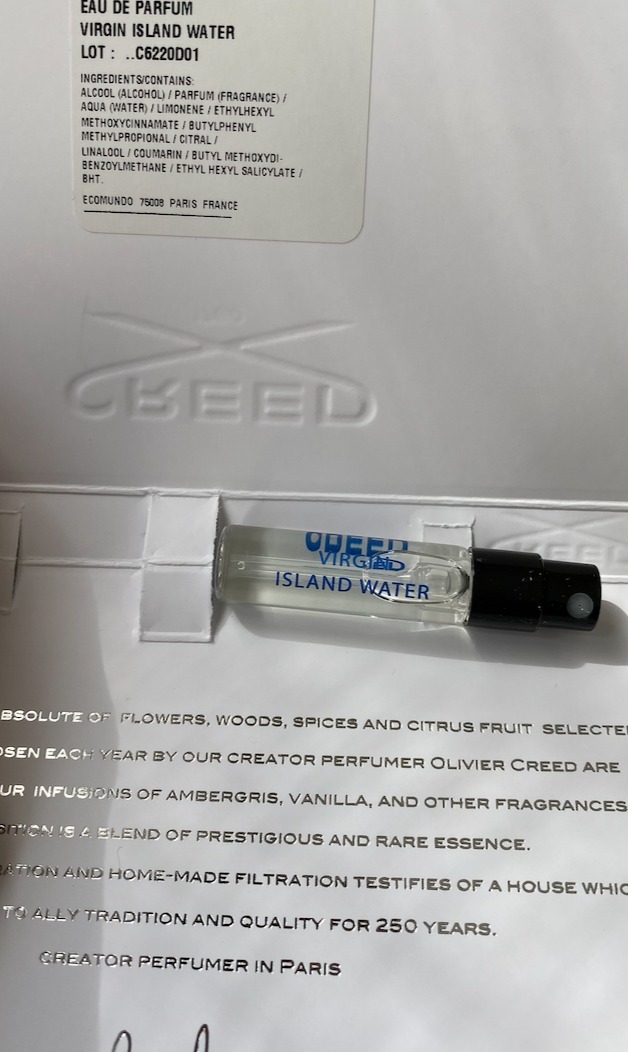 EAU DE PARFUM
VIRGIN ISLAND WATER
LOT : ..C6220D01
INGREDIENTS/CONTAINS:
ALCOOL (ALCOHOL) / PARFUM (FRAGRANCE) /
AQUA (WATER) / LIMONENE / ETHYLHEXYL
METHOXYCINNAMATE / BUTYLPHENYL
METHYLPROPIONAL / CITRAL /
LINALOOL / COUMARIN / BUTYL METHOXYDI-
BENZOYLMETHANE / ETHYL HEXYL SALICYLATE /
BHT.
ECOMUNDO 75008 PARIS FRANCE
CREED
CREED
CREED
VIRGIN
ISLAND WATER
BSOLUTE OF FLOWERS, WOODS, SPICES AND CITRUS FRUIT SELECTE
OSEN EACH YEAR BY OUR CREATOR PERFUMER OLIVIER CREED ARE
UR INFUSIONS OF AMBERGRIS, VANILLA, AND OTHER FRAGRANCES
SITION IS A BLEND OF PRESTIGIOUS AND RARE ESSENCE.
RATION AND HOME-MADE FILTRATION TESTIFIES OF A HOUSE WHIC
TO ALLY TRADITION AND QUALITY FOR 250 YEARS.
CREATOR PERFUMER IN PARIS